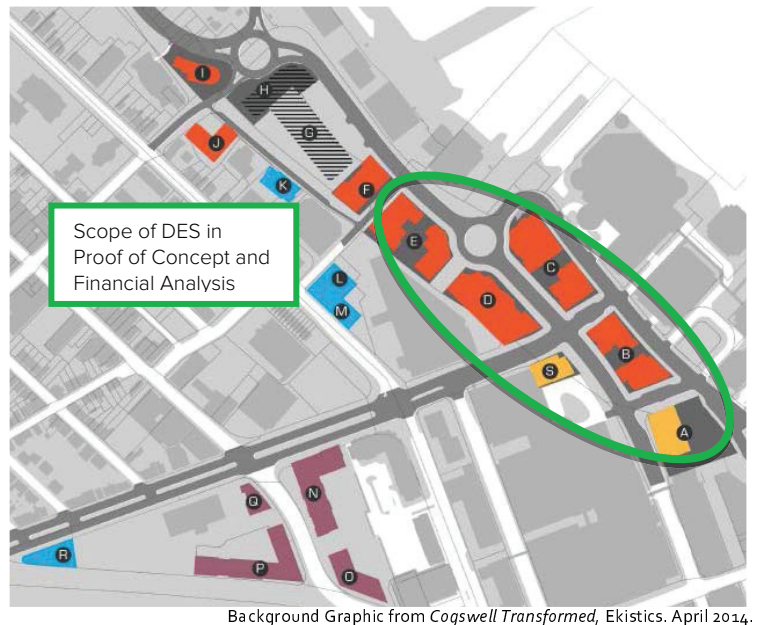 I
H
G
J
K
F
E
C
L
M
D
B
S
A
Scope of DES in
Proof of Concept and
Financial Analysis
N
Q
R
P
O
Background Graphic from Cogswell Transformed, Ekistics. April 2014.